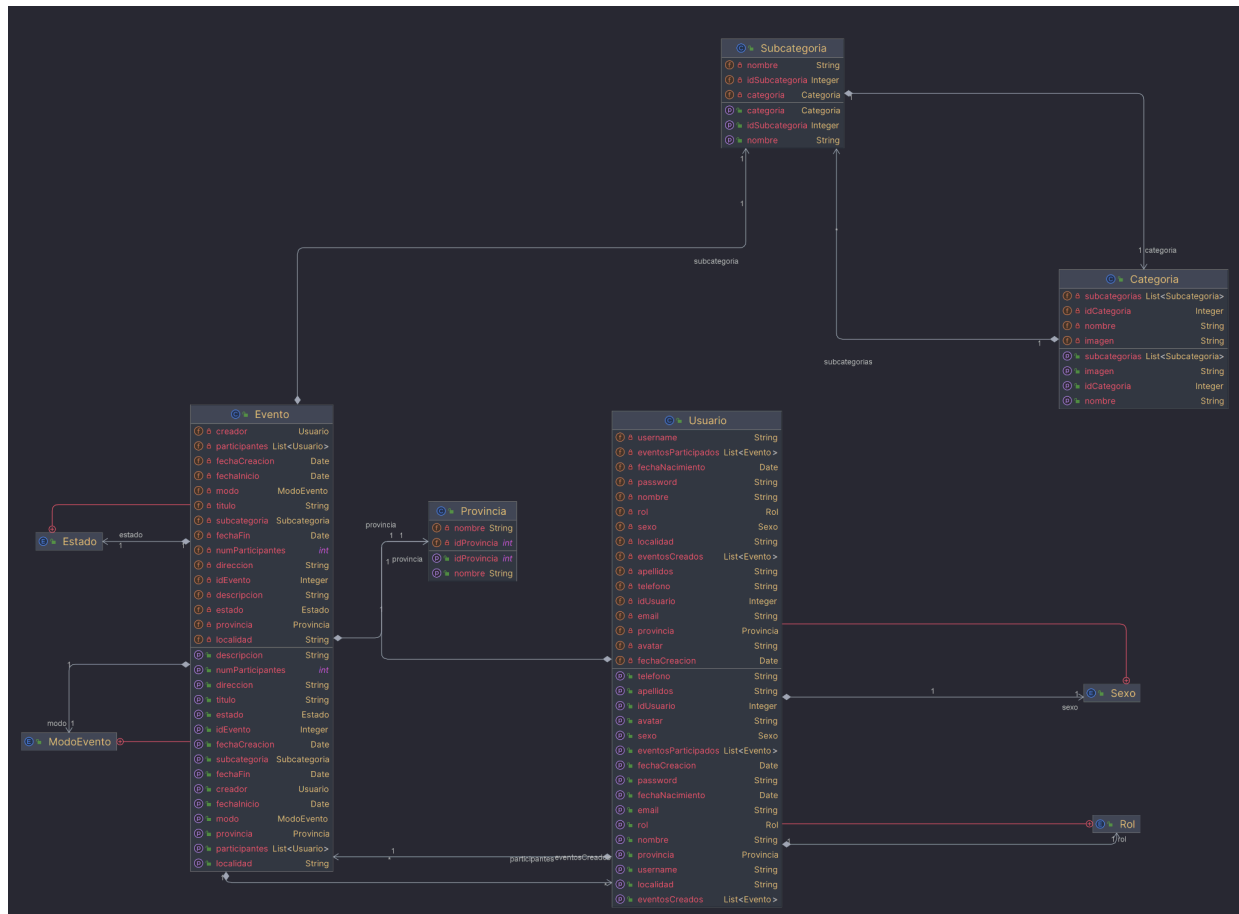 Subcategoria
nombre String
idSubcategoria Integer
categoria Categoria
categoria Categoria
idSubcategoria Integer
nombre String
1
1
1
subcategoria
1 categoria
*
1
subcategorias
Categoria
subcategorias List<Subcategoria>
idCategoria Integer
nombre String
imagen String
subcategorias List<Subcategoria>
imagen String
idCategoria Integer
nombre String
Evento
creador Usuario
participantes List<Usuario>
fechaCreacion Date
fechaInicio Date
modo ModoEvento
titulo String
subcategoria Subcategoria
fechaFin Date
numParticipantes int
direccion String
idEvento Integer
descripcion String
estado Estado
provincia Provincia
localidad String
descripcion String
numParticipantes int
direccion String
titulo String
estado Estado
idEvento Integer
fechaCreacion Date
subcategoria Subcategoria
fechaFin Date
creador Usuario
fechaInicio Date
modo ModoEvento
provincia Provincia
participantes List<Usuario>
localidad String
Estado
estado
1
1
ModoEvento
modo 1
1
Provincia
nombre String
idProvincia int
idProvincia int
nombre String
provincia
1 1
1 provincia
1
Usuario
username String
eventosParticipados List<Evento>
fechaNacimiento Date
password String
nombre String
rol Rol
sexo Sexo
localidad String
eventosCreados List<Evento>
apellidos String
telefono String
idUsuario Integer
email String
provincia Provincia
avatar String
fechaCreacion Date
telefono String
apellidos String
idUsuario Integer
avatar String
sexo Sexo
eventosParticipados List<Evento>
fechaCreacion Date
password String
fechaNacimiento Date
email String
rol Rol
nombre String
provincia Provincia
username String
localidad String
eventosCreados List<Evento>
Sexo
1
1
sexo
Rol
1
1 rol
1
*
participantes eventosCreados
1